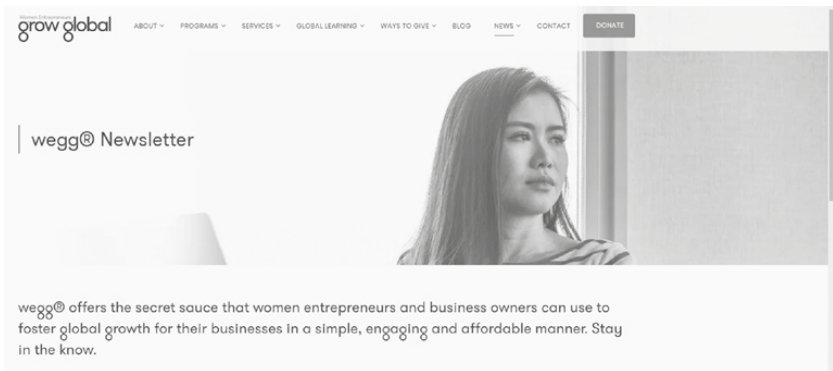 Women Entrepreneurs
grow global
ABOUT PROGRAMS SERVICES GLOBAL LEARNING WAYS TO GIVE BLOG NEWS CONTACT DONATE
wegg® Newsletter
wegg® offers the secret sauce that women entrepreneurs and business owners can use to
foster global growth for their businesses in a simple, engaging and affordable manner. Stay
in the know.